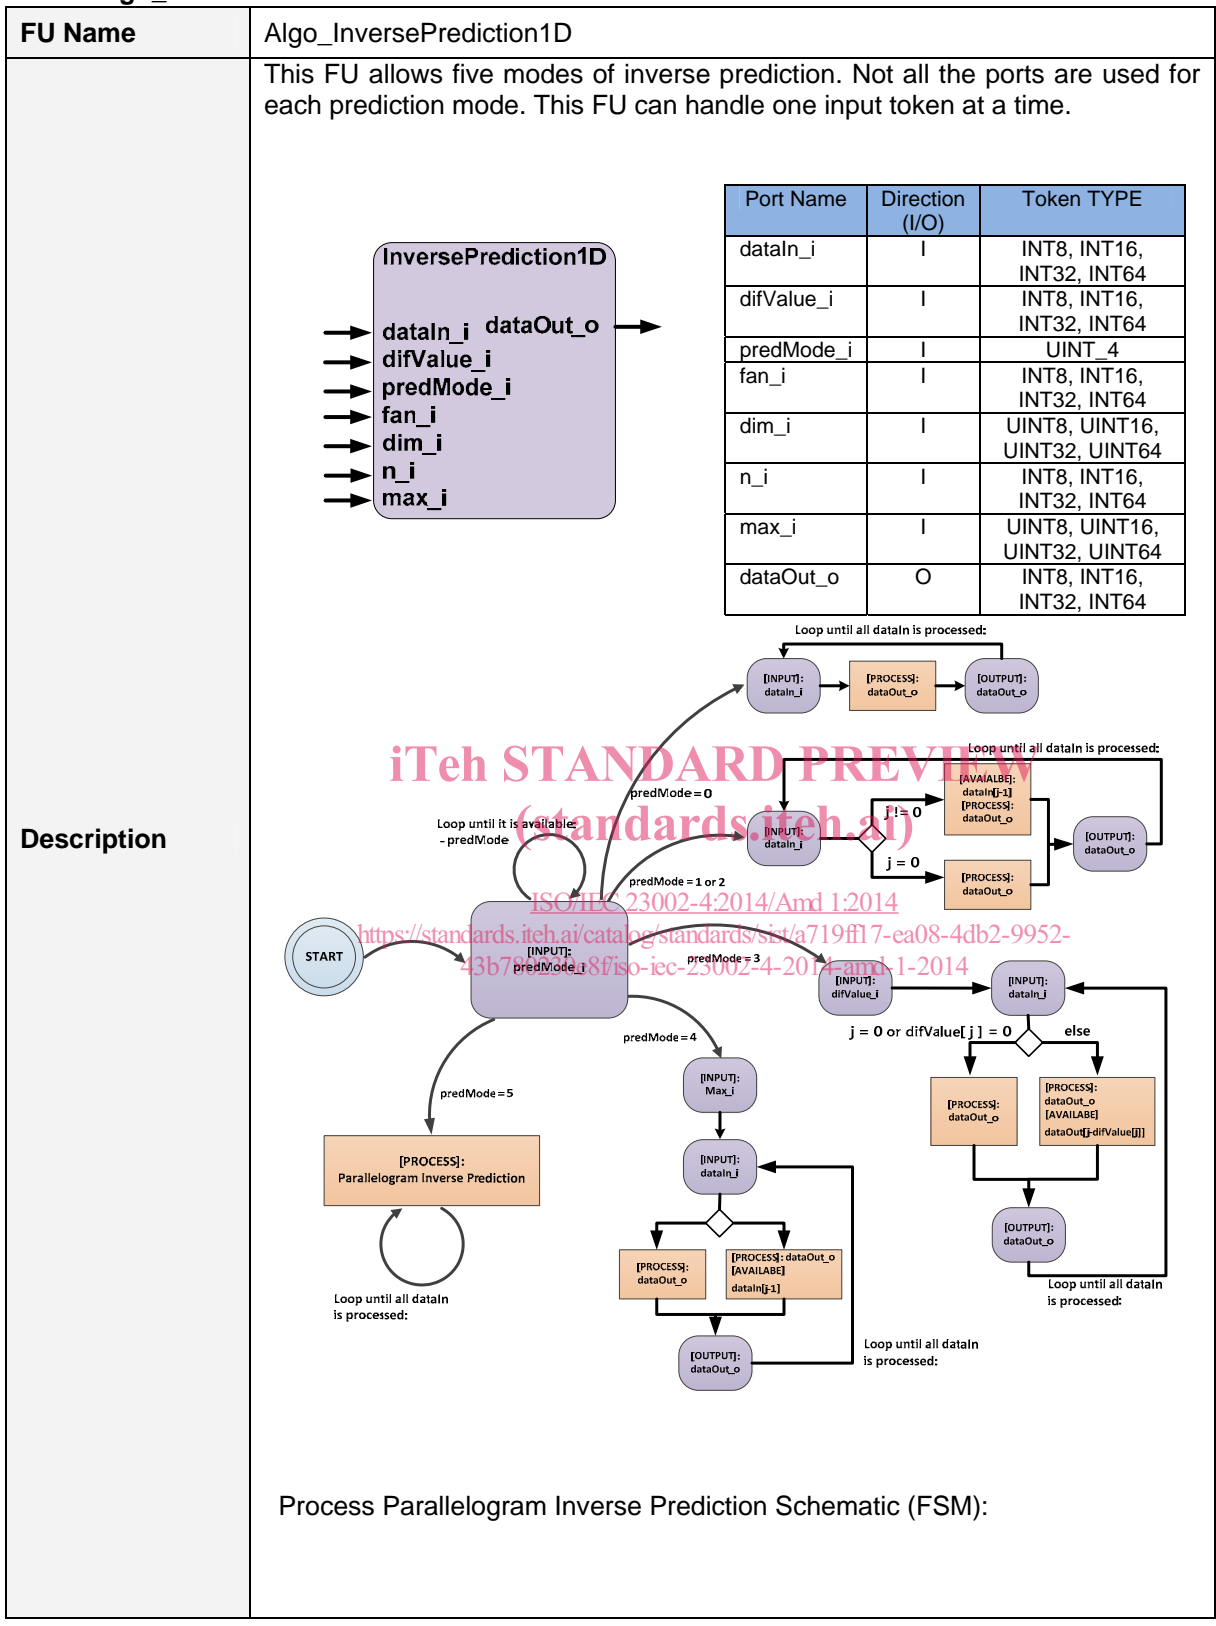 FU Name
Algo_InversePrediction1D
Description
This FU allows five modes of inverse prediction. Not all the ports are used for
each prediction mode. This FU can handle one input token at a time.
InversePrediction1D
dataIn_i
dataOut_o
difValue_i
predMode_i
fan_i
dim_i
n_i
max_i
Port Name Direction (I/O) Token TYPE
dataIn_i I INT8, INT16,
INT32, INT64
difValue_i I INT8, INT16,
INT32, INT64
predMode_i I UINT_4
fan_i I INT8, INT16,
INT32, INT64
dim_i I UINT8, UINT16,
UINT32, UINT64
n_i I INT8, INT16,
INT32, INT64
max_i I UINT8, UINT16,
UINT32, UINT64
dataOut_o O INT8, INT16,
INT32, INT64
Loop until all dataIn is processed:
[INPUT]:
dataIn_i
[PROCESS]:
dataOut_o
[OUTPUT]:
dataOut_o
iTeh STANDARD PREVIEW
(standards.iteh.ai)
ISO/IEC 23002-4:2014/Amd 1:2014
https://standards.iteh.ai/catalog/standards/sist/a719ff17-ea08-4db2-9952-
predMode=0
Loop until all dataIn is processed:
[INPUT]:
dataIn_i
j != 0
[AVAIALBE]:
dataIn[j-1]
[PROCESS]:
dataOut_o
j = 0
[PROCESS]:
dataOut_o
[OUTPUT]:
dataOut_o
Loop until it is available:
- predMode
predMode=1 or 2
START
[INPUT]:
predMode_i
predMode=3
[INPUT]:
difValue_i
[INPUT]:
dataIn_i
j = 0 or difValue[ j ] = 0
else
[PROCESS]:
dataOut_o
[PROCESS]:
dataOut_o
[AVAILABE]
dataOut[j-difValue[j]]
[OUTPUT]:
dataOut_o
Loop until all dataIn
is processed:
predMode=4
[INPUT]:
Max_i
[INPUT]:
dataIn_i
[PROCESS]:
dataOut_o
[PROCESS]: dataOut_o
[AVAILABE]
dataIn[j-1]
[OUTPUT]:
dataOut_o
Loop until all dataIn
is processed:
predMode=5
[PROCESS]:
Parallelogram Inverse Prediction
Loop until all dataIn
is processed:
Process Parallelogram Inverse Prediction Schematic (FSM):